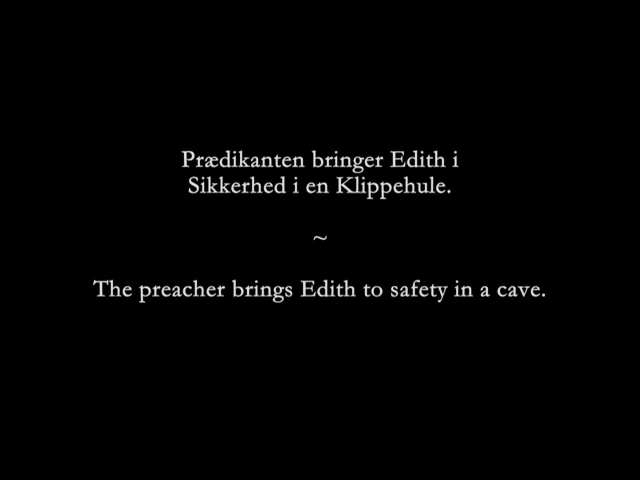 Prædikanten bringer Edith i
Sikkerhed i en Klippehule.
~
The preacher brings Edith to safety in a cave.